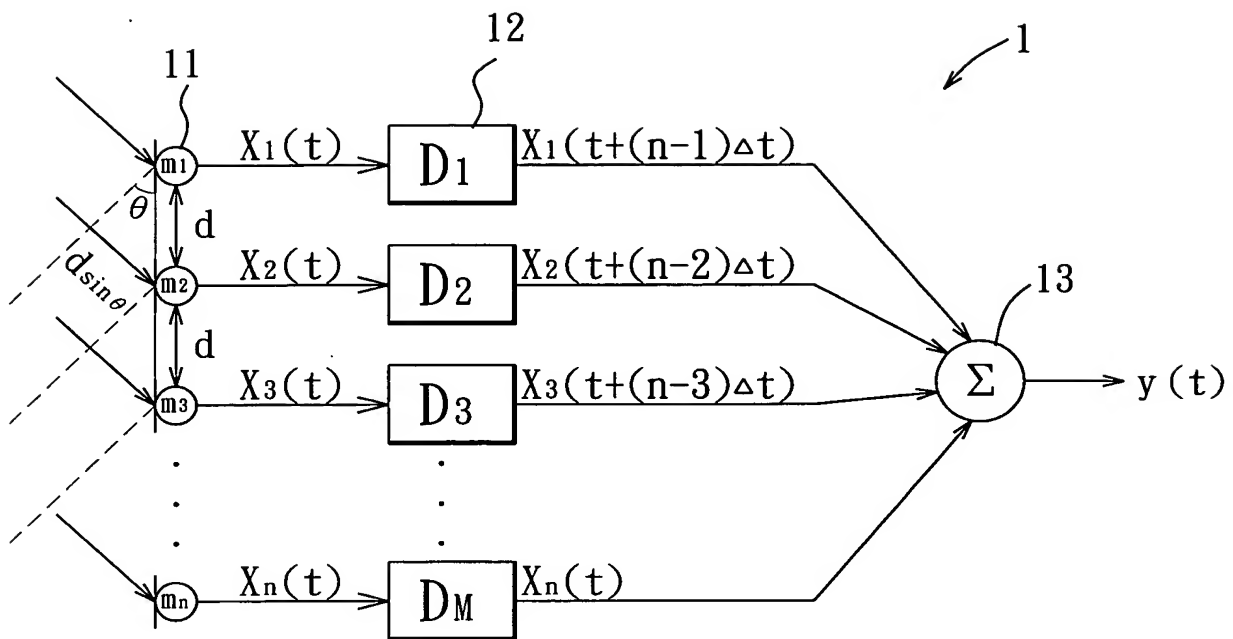 1
11
12
m1
X1(t)
D1
X1(t+(n-1)△t)
θ
d
dsinθ
m2
X2(t)
D2
X2(t+(n-2)△t)
13
d
m3
X3(t)
D3
X3(t+(n-3)△t)
Σ
y(t)
mn
Xn(t)
DM
Xn(t)